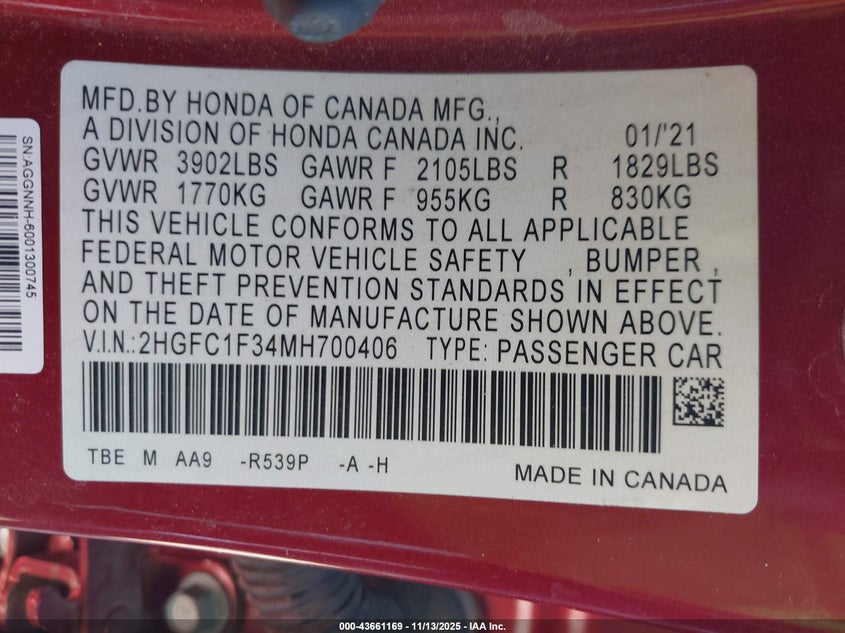 MFD.BY HONDA OF CANADA MFG.,
A DIVISION OF HONDA CANADA INC. 01/'21
GVWR 3902LBS GAWR F 2105LBS R 1829LBS
GVWR 1770KG GAWR F 955KG R 830KG
THIS VEHICLE CONFORMS TO ALL APPLICABLE
FEDERAL MOTOR VEHICLE SAFETY , BUMPER ,
AND THEFT PREVENTION STANDARDS IN EFFECT
ON THE DATE OF MANUFACTURE SHOWN ABOVE.
V.I.N.:2HGFC1F34MH700406 TYPE: PASSENGER CAR
TBE M AA9 -R539P -A -H
MADE IN CANADA
SN:AGGNNH-6001300745
000-43661169 - 11/13/2025 - IAA Inc.